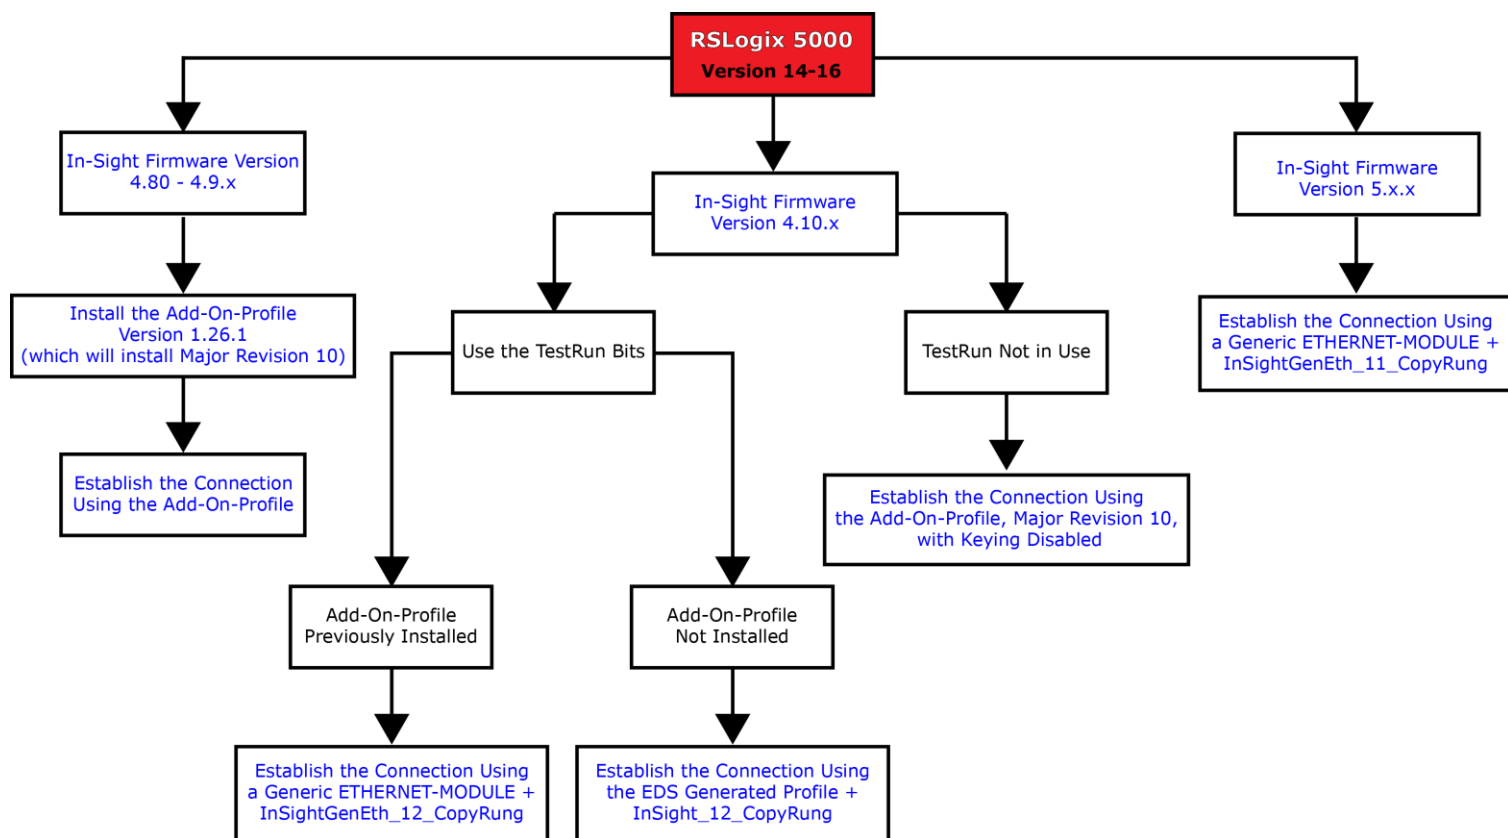 RSLogix 5000
Version 14-16
In-Sight Firmware Version
4.80 - 4.9.x
In-Sight Firmware
Version 4.10.x
In-Sight Firmware
Version 5.x.x
Install the Add-On-Profile
Version 1.26.1
(which will install Major Revision 10)
Use the TestRun Bits
TestRun Not in Use
Establish the Connection Using
a Generic ETHERNET-MODULE +
InSightGenEth_11_CopyRung
Establish the Connection
Using the Add-On-Profile
Establish the Connection Using
the Add-On-Profile, Major Revision 10,
with Keying Disabled
Add-On-Profile
Previously Installed
Add-On-Profile
Not Installed
Establish the Connection Using
a Generic ETHERNET-MODULE +
InSightGenEth_12_CopyRung
Establish the Connection Using
the EDS Generated Profile +
InSight_12_CopyRung